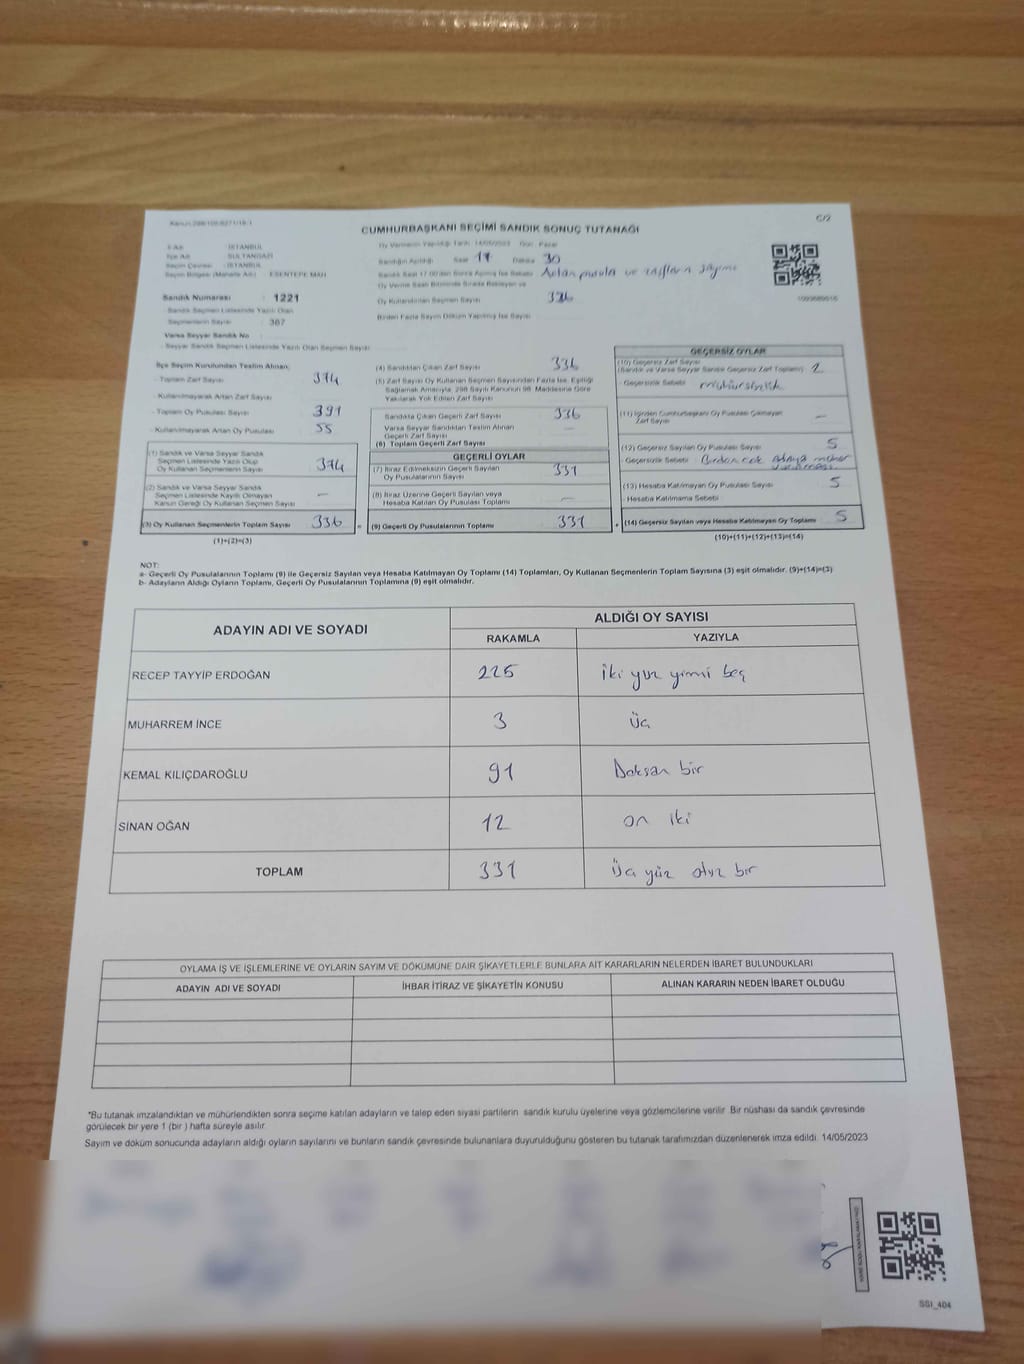 C/2
CUMHURBAŞKANI SEÇİMİ SANDIK SONUÇ TUTANAĞI
İl Adı : İSTANBUL
İlçe Adı : SULTANGAZİ
Seçim Çevresi : İSTANBUL
Seçim Bölgesi (Mahalle Adı) : ESENTEPE MAH
Sandık Numarası : 1221
Sandık Seçmen Listesinde Yazılı Olan
Seçmenlerin Sayısı : 387
Varsa Seyyar Sandık No
Seyyar Sandık Seçmen Listesinde Yazılı Olan Seçmen Sayısı
Oy Vermenin Yapıldığı Tarih: 14/05/2023 Gün: Pazar
Sandığın Açıldığı Saat 17 Dakika 30
Sandık Saat 17:00'den Sonra Açılmış İse Sebebi Artan pusula ve zarfların sayımı
Oy Verme Saati Bitiminde Sırada Bekleyen ve
Oy Kullandırılan Seçmen Sayısı
Birden Fazla Sayım Döküm Yapılmış İse Sayısı
İlçe Seçim Kurulundan Teslim Alınan;
- Toplam Zarf Sayısı 374
- Kullanılmayarak Artan Zarf Sayısı
- Toplam Oy Pusulası Sayısı 391
- Kullanılmayarak Artan Oy Pusulası 55
(1) Sandık ve Varsa Seyyar Sandık
Seçmen Listesinde Yazılı Olup
Oy Kullanan Seçmenlerin Sayısı 374
(2) Sandık ve Varsa Seyyar Sandık
Seçmen Listesinde Kayıtlı Olmayan
Kanun Gereği Oy Kullanan Seçmen Sayısı —
(3) Oy Kullanan Seçmenlerin Toplam Sayısı 336 =
(1)+(2)=(3)
(4) Sandıktan Çıkan Zarf Sayısı 336
(5) Zarf Sayısı Oy Kullanan Seçmen Sayısından Fazla İse, Eşitliği
Sağlamak Amacıyla, 298 Sayılı Kanunun 98. Maddesine Göre
Yakılarak Yok Edilen Zarf Sayısı
Sandıkta Çıkan Geçerli Zarf Sayısı 336
Varsa Seyyar Sandıktan Teslim Alınan
Geçerli Zarf Sayısı —
(6) Toplam Geçerli Zarf Sayısı
GEÇERLİ OYLAR
(7) İtiraz Edilmeksizin Geçerli Sayılan
Oy Pusulalarının Sayısı 331
(8) İtiraz Üzerine Geçerli Sayılan veya
Hesaba Katılan Oy Pusulası Toplamı —
(9) Geçerli Oy Pusulalarının Toplamı 331 +
GEÇERSİZ OYLAR
(10) Geçersiz Zarf Sayısı
(Sandık ve Varsa Seyyar Sandık Geçersiz Zarf Toplamı)
- Geçersizlik Sebebi mühürsüzlük
(11) İçinden Cumhurbaşkanı Oy Pusulası Çıkmayan
Zarf Sayısı —
(12) Geçersiz Sayılan Oy Pusulası Sayısı 5
- Geçersizlik Sebebi Birden çok Adaya mühür
(13) Hesaba Katılmayan Oy Pusulası Sayısı 5
- Hesaba Katılmama Sebebi
(14) Geçersiz Sayılan veya Hesaba Katılmayan Oy Toplamı 5
(10)+(11)+(12)+(13)=(14)
NOT:
a- Geçerli Oy Pusulalarının Toplamı (9) ile Geçersiz Sayılan veya Hesaba Katılmayan Oy Toplamı (14) Toplamları, Oy Kullanan Seçmenlerin Toplam Sayısına (3) eşit olmalıdır. (9)+(14)=(3)
b- Adayların Aldığı Oyların Toplamı, Geçerli Oy Pusulalarının Toplamına (9) eşit olmalıdır.
ADAYIN ADI VE SOYADI ALDIĞI OY SAYISI
RAKAMLA YAZIYLA
RECEP TAYYİP ERDOĞAN 225 İki yüz yirmi beş
MUHARREM İNCE 3 Üç
KEMAL KILIÇDAROĞLU 91 Doksan bir
SİNAN OĞAN 12 on iki
TOPLAM 331 Üç yüz otuz bir
OYLAMA İŞ VE İŞLEMLERİNE VE OYLARIN SAYIM VE DÖKÜMÜNE DAİR ŞİKAYETLERLE BUNLARA AİT KARARLARIN NELERDEN İBARET BULUNDUKLARI
ADAYIN ADI VE SOYADI İHBAR İTİRAZ VE ŞİKAYETİN KONUSU ALINAN KARARIN NEDEN İBARET OLDUĞU
*Bu tutanak imzalandıktan ve mühürlendikten sonra seçime katılan adayların ve talep eden siyasi partilerin sandık kurulu üyelerine veya gözlemcilerine verilir. Bir nüshası da sandık çevresinde
görülecek bir yere 1 (bir) hafta süreyle asılır.
Sayım ve döküm sonucunda adayların aldığı oyların sayılarını ve bunların sandık çevresinde bulunanlara duyurulduğunu gösteren bu tutanak tarafımızdan düzenlenerek imza edildi. 14/05/2023
SSI_404